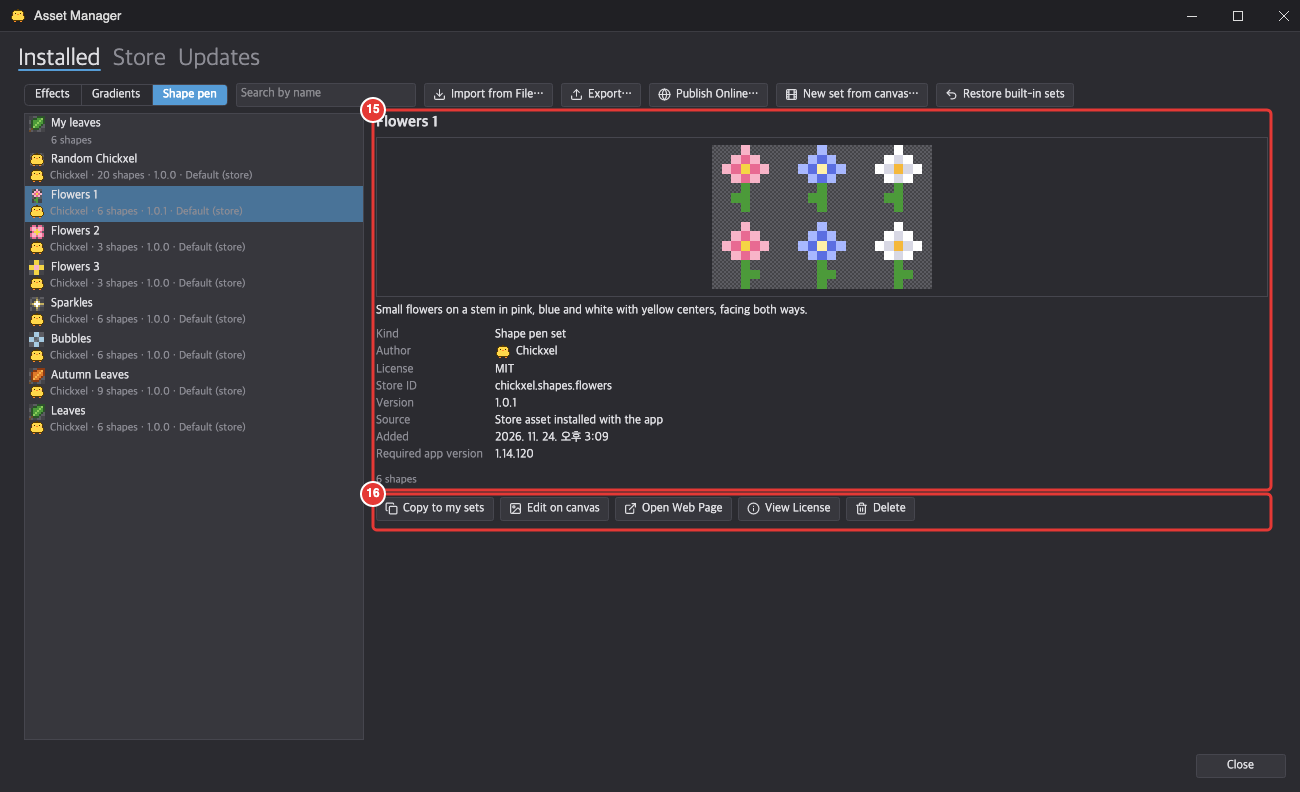 Asset Manager
Installed Store Updates
Effects Gradients Shape pen Search by name Import from File··· Export··· Publish Online··· New set from canvas··· Restore built-in sets
My leaves
6 shapes
Random Chickxel
Chickxel · 20 shapes · 1.0.0 · Default (store)
Flowers 1
Chickxel · 6 shapes · 1.0.1 · Default (store)
Flowers 2
Chickxel · 3 shapes · 1.0.0 · Default (store)
Flowers 3
Chickxel · 3 shapes · 1.0.0 · Default (store)
Sparkles
Chickxel · 6 shapes · 1.0.0 · Default (store)
Bubbles
Chickxel · 6 shapes · 1.0.0 · Default (store)
Autumn Leaves
Chickxel · 9 shapes · 1.0.0 · Default (store)
Leaves
Chickxel · 6 shapes · 1.0.0 · Default (store)
15
Flowers 1
Small flowers on a stem in pink, blue and white with yellow centers, facing both ways.
Kind Shape pen set
Author Chickxel
License MIT
Store ID chickxel.shapes.flowers
Version 1.0.1
Source Store asset installed with the app
Added 2026. 11. 24. 오후 3:09
Required app version 1.14.120
6 shapes
16
Copy to my sets Edit on canvas Open Web Page View License Delete
Close